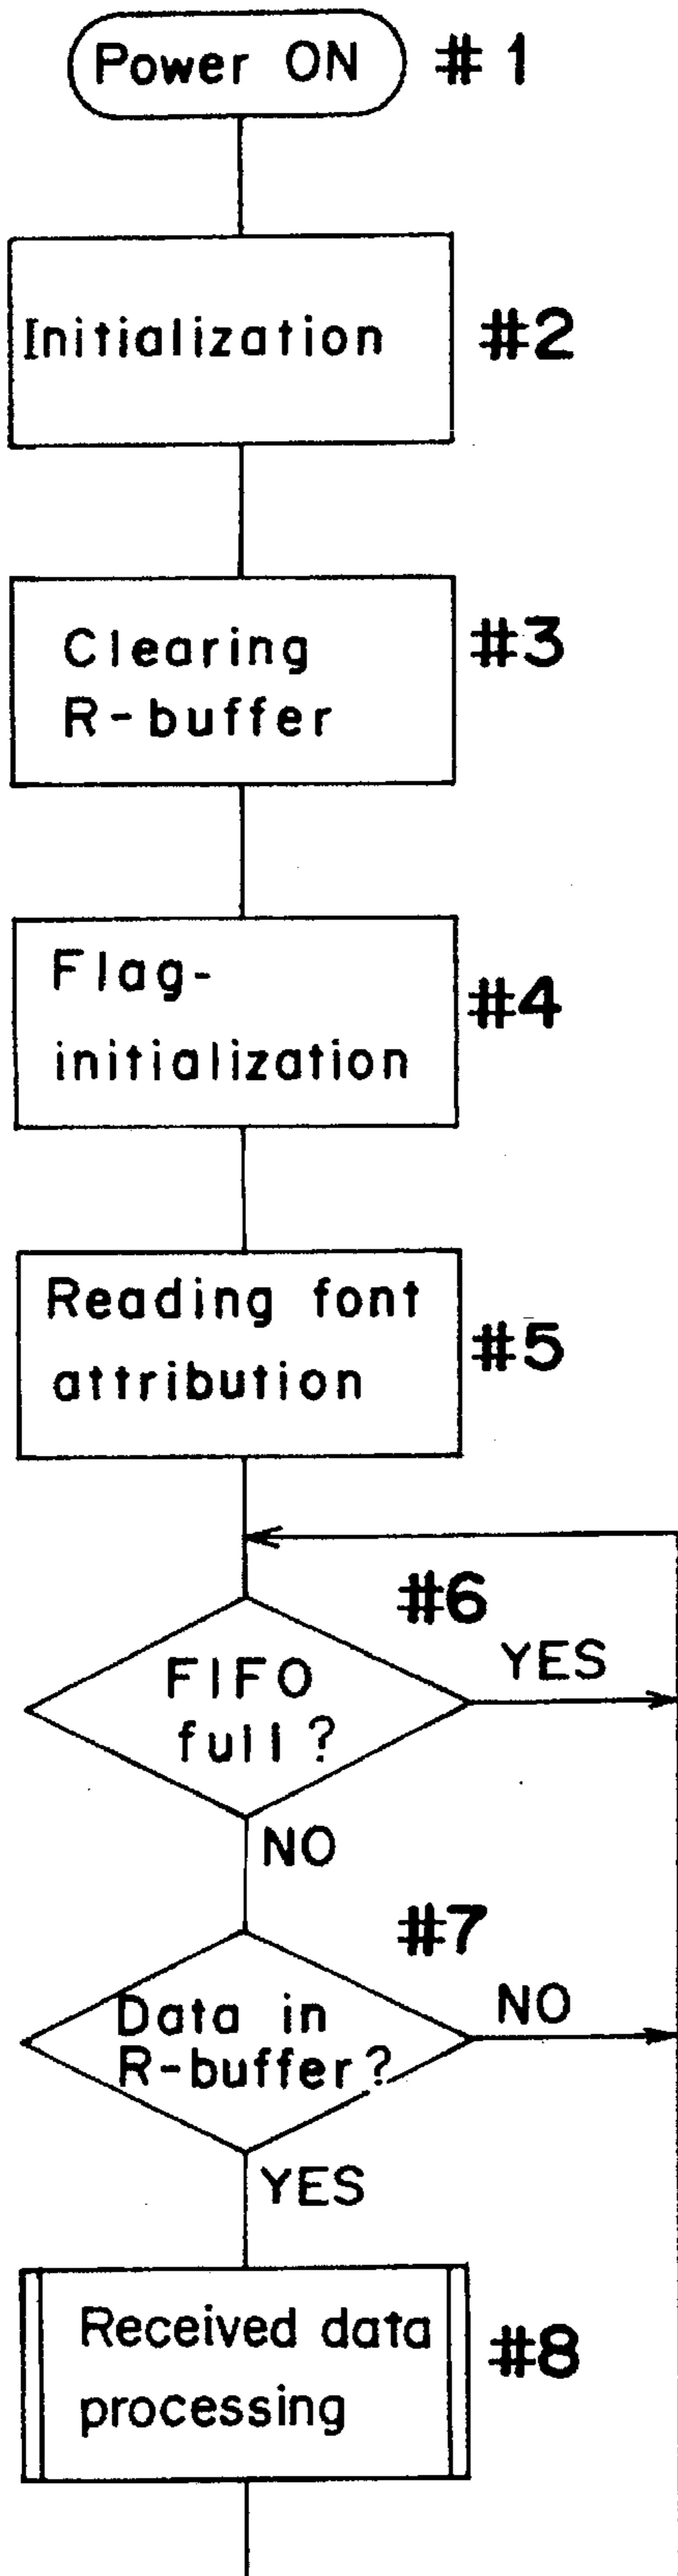 Power ON #1
Initialization #2
Clearing #3
R-buffer
Flag-
initialization #4
Reading font
attribution #5
#6
FIFO YES
full?
NO
#7
Data in NO
R-buffer?
YES
Received data #8
processing